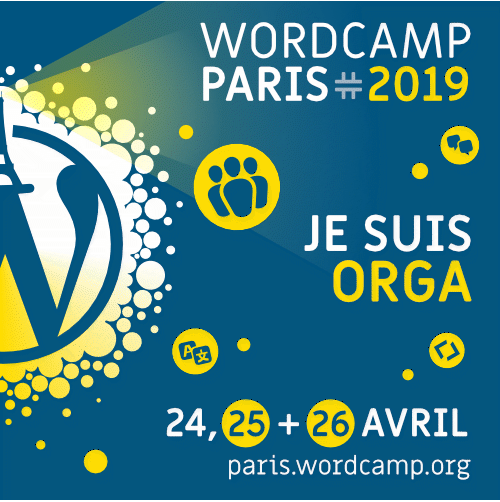 WORDCAMP
PARIS#2019
JE SUIS
ORGA
24, 25 + 26 AVRIL
paris.wordcamp.org